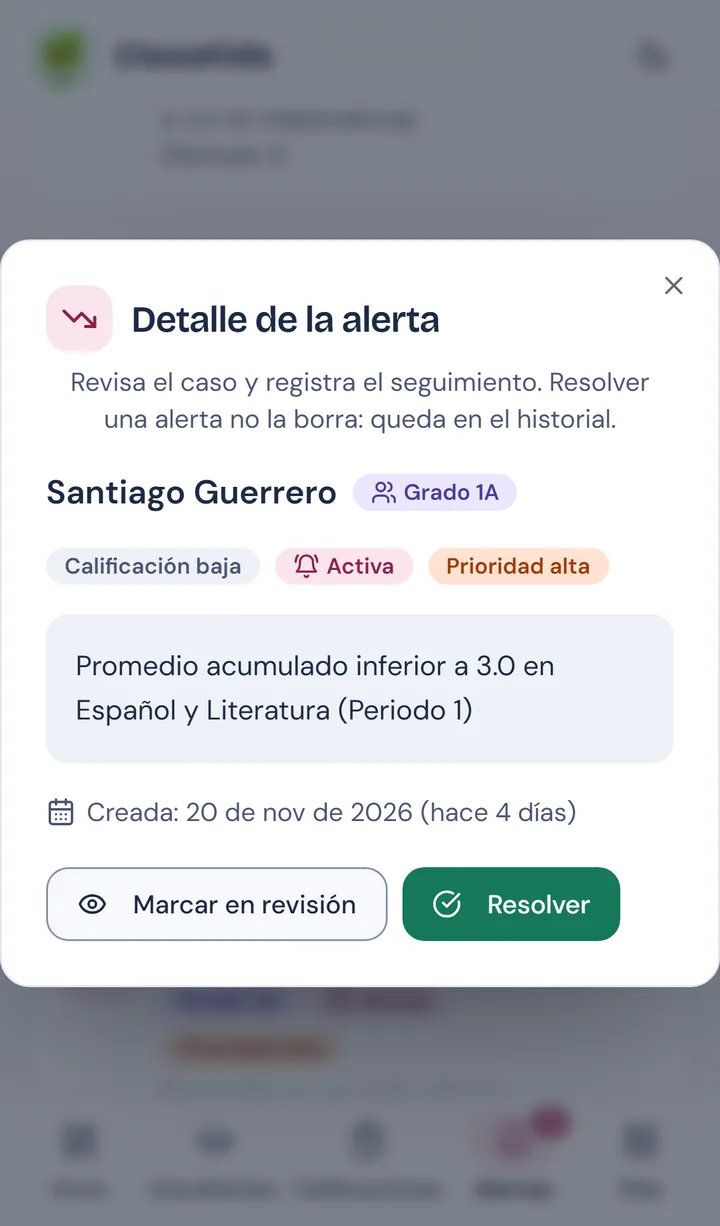 Detalle de la alerta
Revisa el caso y registra el seguimiento. Resolver
una alerta no la borra: queda en el historial.
Santiago Guerrero
Grado 1A
Calificación baja
Activa
Prioridad alta
Promedio acumulado inferior a 3.0 en
Español y Literatura (Periodo 1)
Creada: 20 de nov de 2026 (hace 4 días)
Marcar en revisión
Resolver